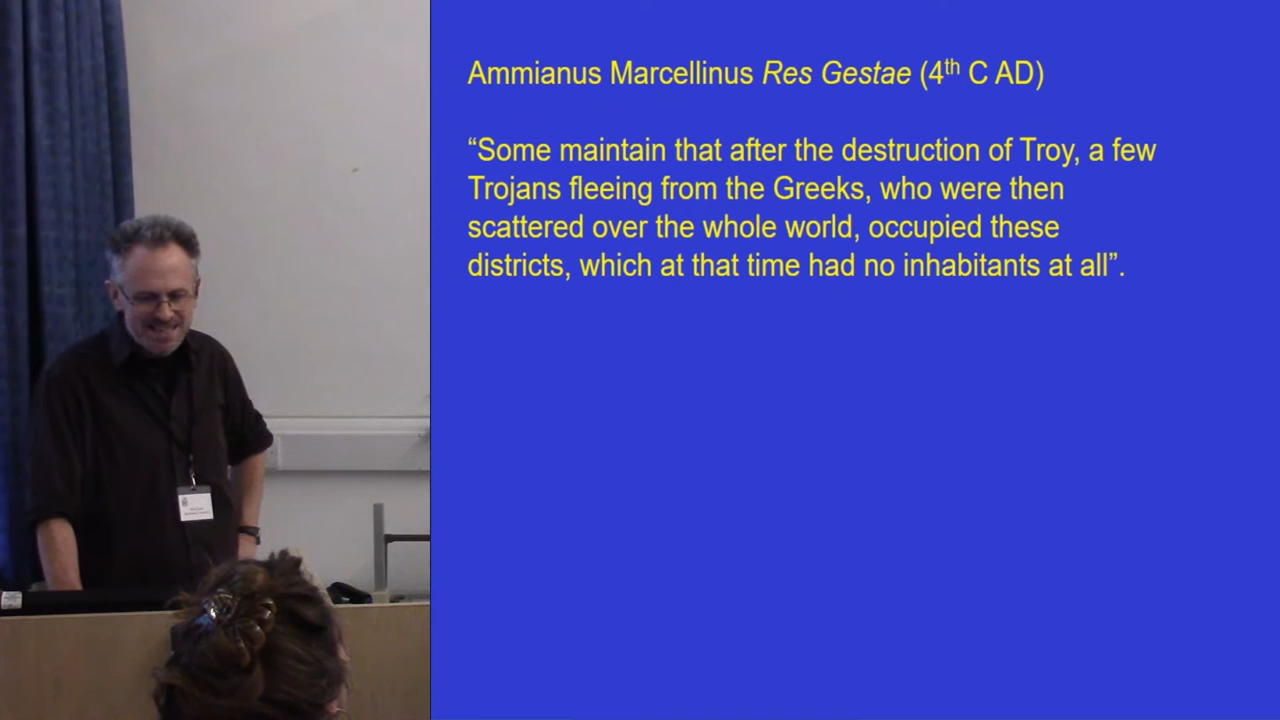 Ammianus Marcellinus Res Gestae (4th C AD)
“Some maintain that after the destruction of Troy, a few
Trojans fleeing from the Greeks, who were then
scattered over the whole world, occupied these
districts, which at that time had no inhabitants at all”.